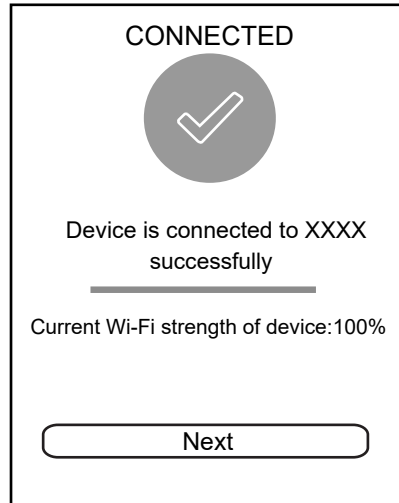 CONNECTED
Device is connected to XXXX
successfully
Current Wi-Fi strength of device:100%
Next